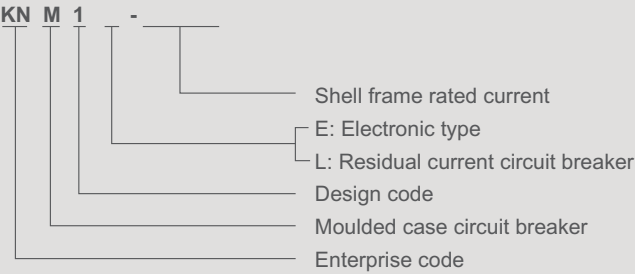 KN M 1 -
Shell frame rated current
E: Electronic type
L: Residual current circuit breaker
Design code
Moulded case circuit breaker
Enterprise code